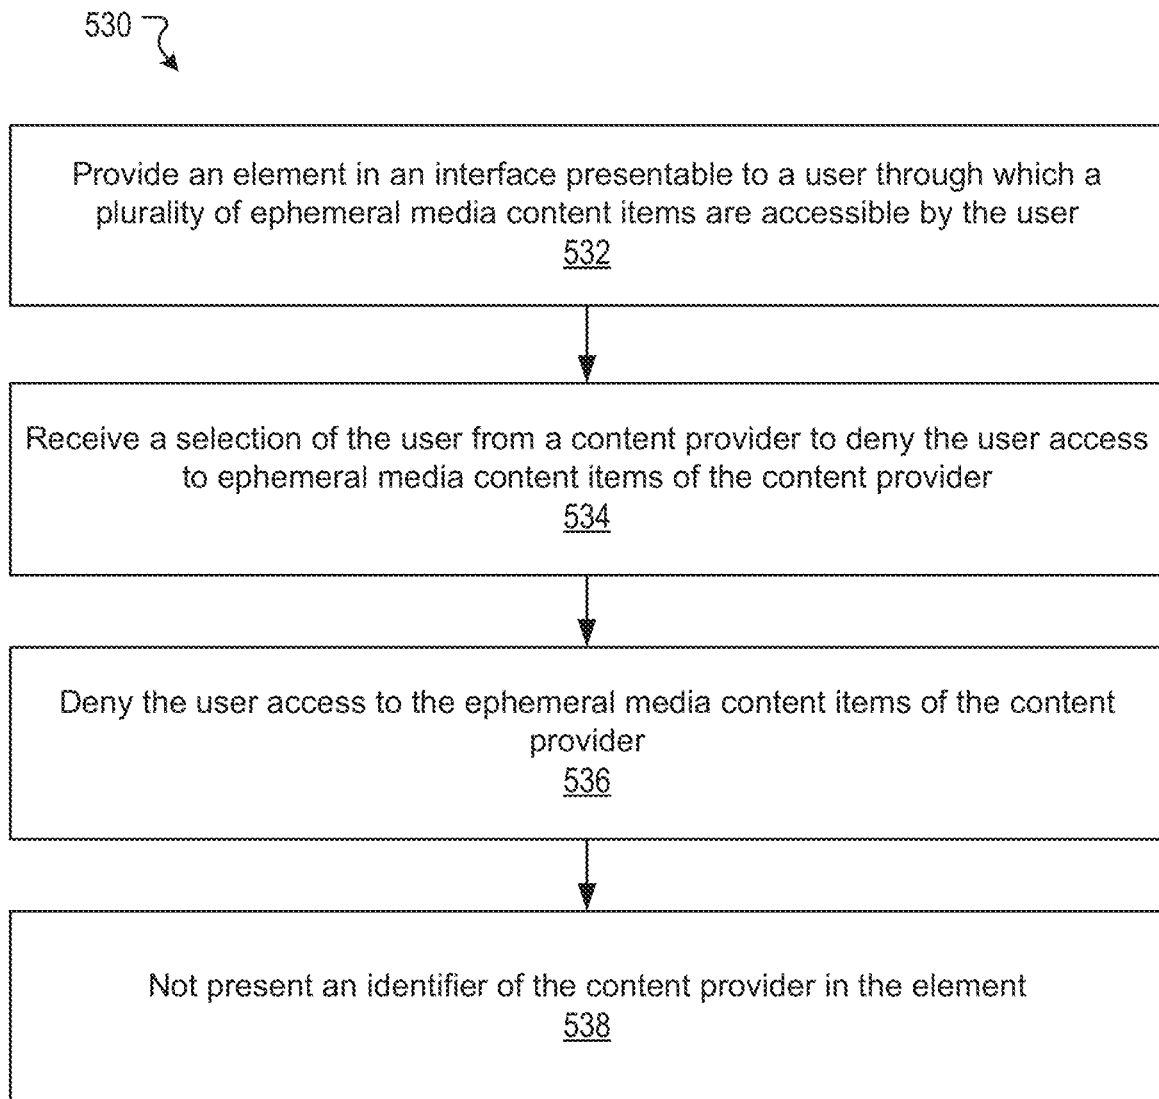 530
Provide an element in an interface presentable to a user through which a
plurality of ephemeral media content items are accessible by the user
532
Receive a selection of the user from a content provider to deny the user access
to ephemeral media content items of the content provider
534
Deny the user access to the ephemeral media content items of the content
provider
536
Not present an identifier of the content provider in the element
538